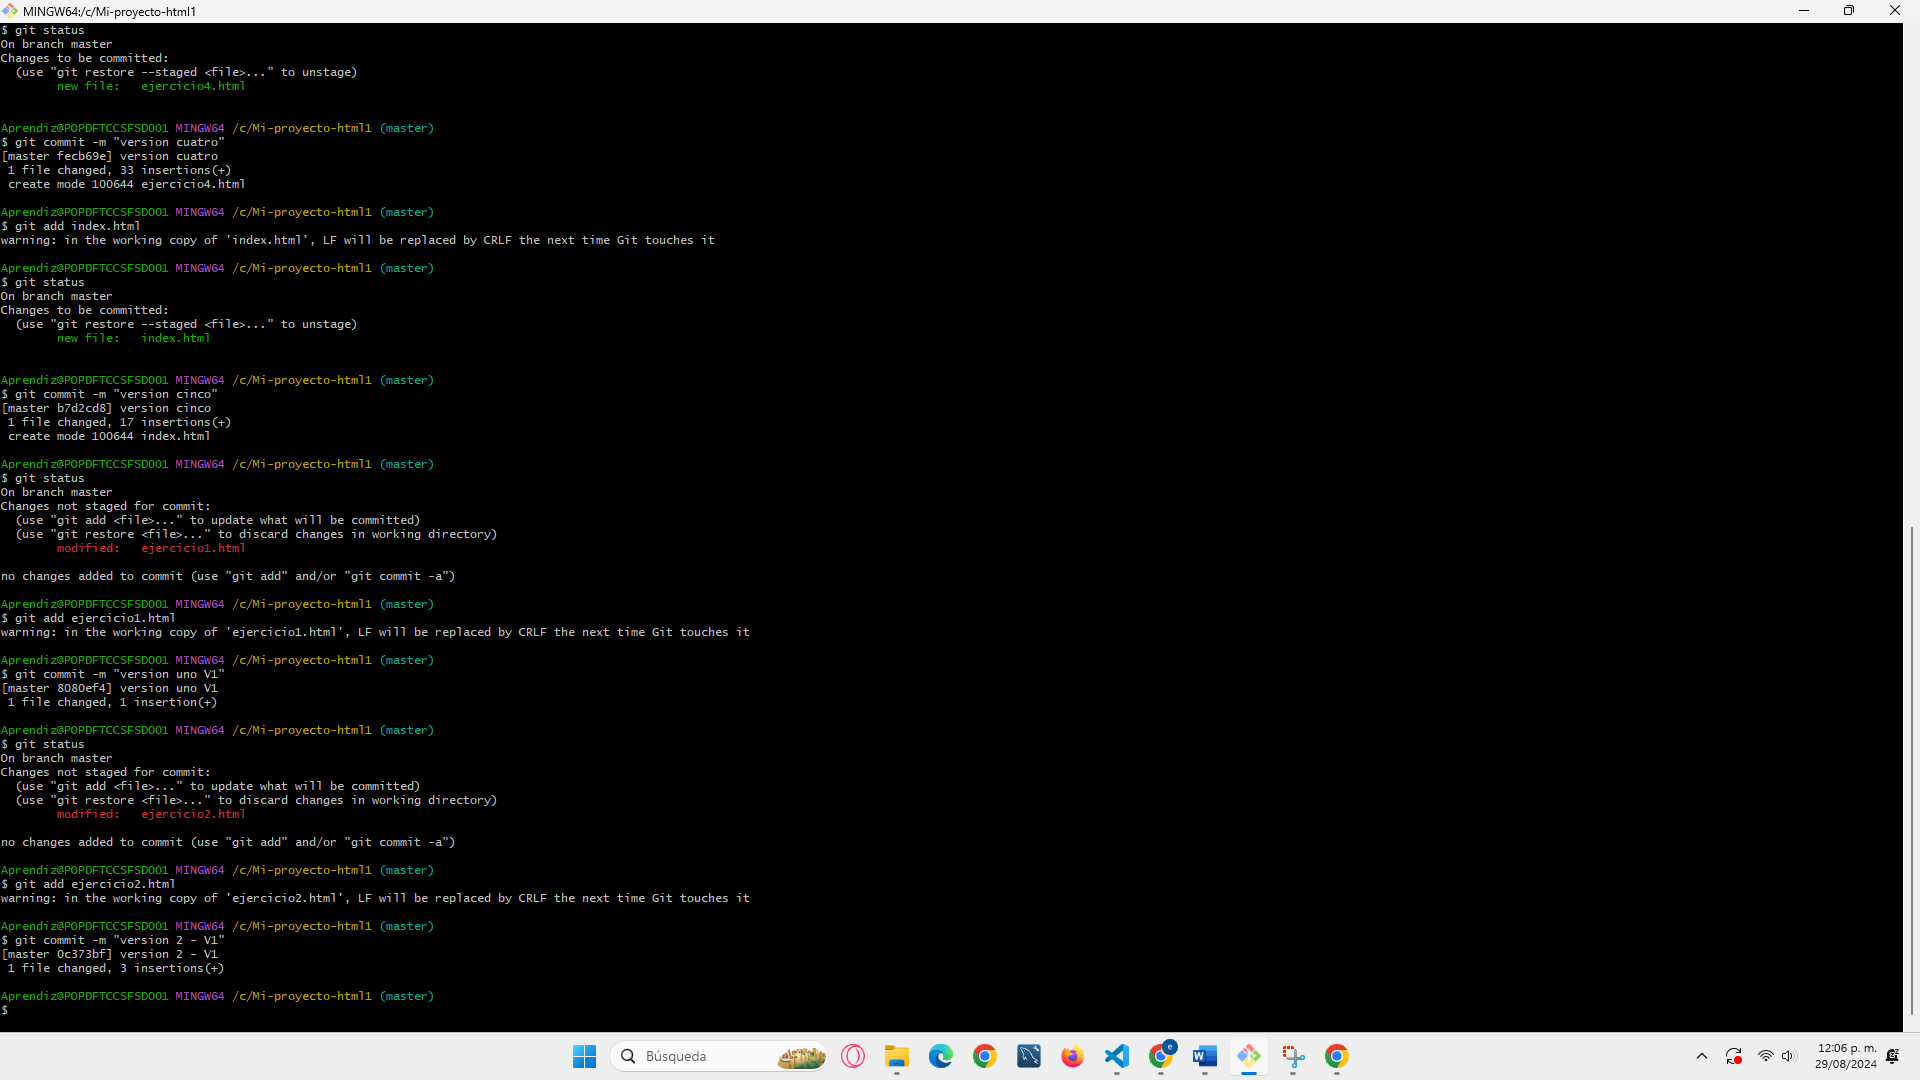 MINGW64:/c/Mi-proyecto-html1
$ git status
On branch master
Changes to be committed:
  (use "git restore --staged <file>..." to unstage)
        new file:   ejercicio4.html

Aprendiz@POPDFTCCSFSD001 MINGW64 /c/Mi-proyecto-html1 (master)
$ git commit -m "version cuatro"
[master fecb69e] version cuatro
 1 file changed, 33 insertions(+)
 create mode 100644 ejercicio4.html

Aprendiz@POPDFTCCSFSD001 MINGW64 /c/Mi-proyecto-html1 (master)
$ git add index.html
warning: in the working copy of 'index.html', LF will be replaced by CRLF the next time Git touches it

Aprendiz@POPDFTCCSFSD001 MINGW64 /c/Mi-proyecto-html1 (master)
$ git status
On branch master
Changes to be committed:
  (use "git restore --staged <file>..." to unstage)
        new file:   index.html

Aprendiz@POPDFTCCSFSD001 MINGW64 /c/Mi-proyecto-html1 (master)
$ git commit -m "version cinco"
[master b7d2cd8] version cinco
 1 file changed, 17 insertions(+)
 create mode 100644 index.html

Aprendiz@POPDFTCCSFSD001 MINGW64 /c/Mi-proyecto-html1 (master)
$ git status
On branch master
Changes not staged for commit:
  (use "git add <file>..." to update what will be committed)
  (use "git restore <file>..." to discard changes in working directory)
        modified:   ejercicio1.html

no changes added to commit (use "git add" and/or "git commit -a")

Aprendiz@POPDFTCCSFSD001 MINGW64 /c/Mi-proyecto-html1 (master)
$ git add ejercicio1.html
warning: in the working copy of 'ejercicio1.html', LF will be replaced by CRLF the next time Git touches it

Aprendiz@POPDFTCCSFSD001 MINGW64 /c/Mi-proyecto-html1 (master)
$ git commit -m "version uno V1"
[master 8080ef4] version uno V1
 1 file changed, 1 insertion(+)

Aprendiz@POPDFTCCSFSD001 MINGW64 /c/Mi-proyecto-html1 (master)
$ git status
On branch master
Changes not staged for commit:
  (use "git add <file>..." to update what will be committed)
  (use "git restore <file>..." to discard changes in working directory)
        modified:   ejercicio2.html

no changes added to commit (use "git add" and/or "git commit -a")

Aprendiz@POPDFTCCSFSD001 MINGW64 /c/Mi-proyecto-html1 (master)
$ git add ejercicio2.html
warning: in the working copy of 'ejercicio2.html', LF will be replaced by CRLF the next time Git touches it

Aprendiz@POPDFTCCSFSD001 MINGW64 /c/Mi-proyecto-html1 (master)
$ git commit -m "version 2 - V1"
[master 0c373bf] version 2 - V1
 1 file changed, 3 insertions(+)

Aprendiz@POPDFTCCSFSD001 MINGW64 /c/Mi-proyecto-html1 (master)
$
Búsqueda
12:06 p. m.
29/08/2024